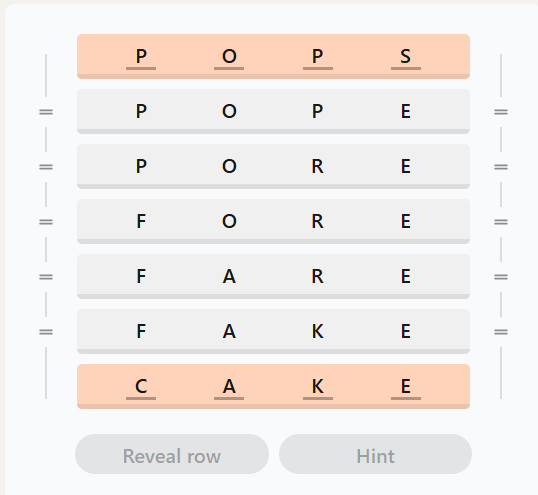 P O P S
P O P E
P O R E
F O R E
F A R E
F A K E
C A K E
Reveal row Hint